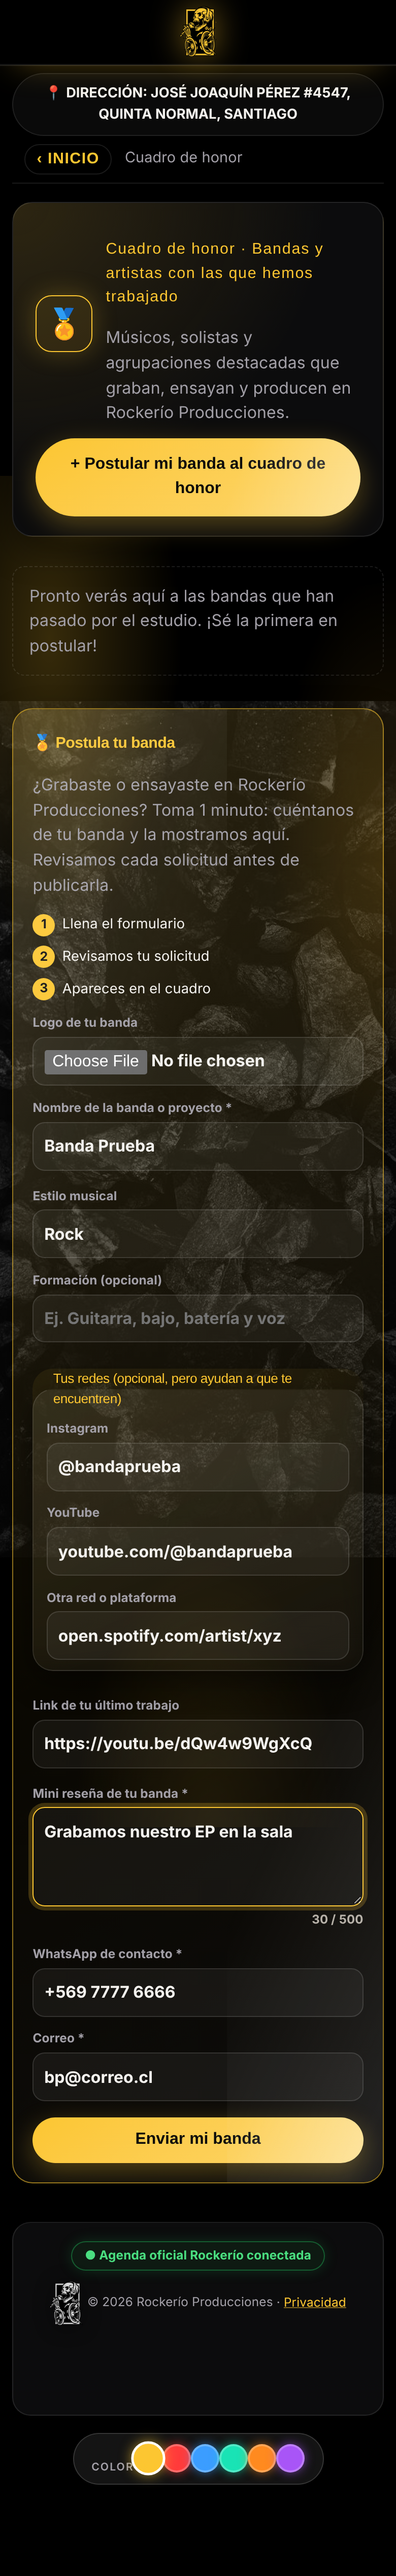 📍 DIRECCIÓN: JOSÉ JOAQUÍN PÉREZ #4547,
QUINTA NORMAL, SANTIAGO
‹ INICIO
Cuadro de honor
Cuadro de honor · Bandas y
artistas con las que hemos
trabajado
Músicos, solistas y
agrupaciones destacadas que
graban, ensayan y producen en
Rockerío Producciones.
+ Postular mi banda al cuadro de
honor
Pronto verás aquí a las bandas que han
pasado por el estudio. ¡Sé la primera en
postular!
🏅 Postula tu banda
¿Grabaste o ensayaste en Rockerío
Producciones? Toma 1 minuto: cuéntanos
de tu banda y la mostramos aquí.
Revisamos cada solicitud antes de
publicarla.
1 Llena el formulario
2 Revisamos tu solicitud
3 Apareces en el cuadro
Logo de tu banda
Choose File No file chosen
Nombre de la banda o proyecto *
Banda Prueba
Estilo musical
Rock
Formación (opcional)
Ej. Guitarra, bajo, batería y voz
Tus redes (opcional, pero ayudan a que te
encuentren)
Instagram
@bandaprueba
YouTube
youtube.com/@bandaprueba
Otra red o plataforma
open.spotify.com/artist/xyz
Link de tu último trabajo
https://youtu.be/dQw4w9WgXcQ
Mini reseña de tu banda *
Grabamos nuestro EP en la sala
30 / 500
WhatsApp de contacto *
+569 7777 6666
Correo *
bp@correo.cl
Enviar mi banda
● Agenda oficial Rockerío conectada
© 2026 Rockerío Producciones · Privacidad
COLOR